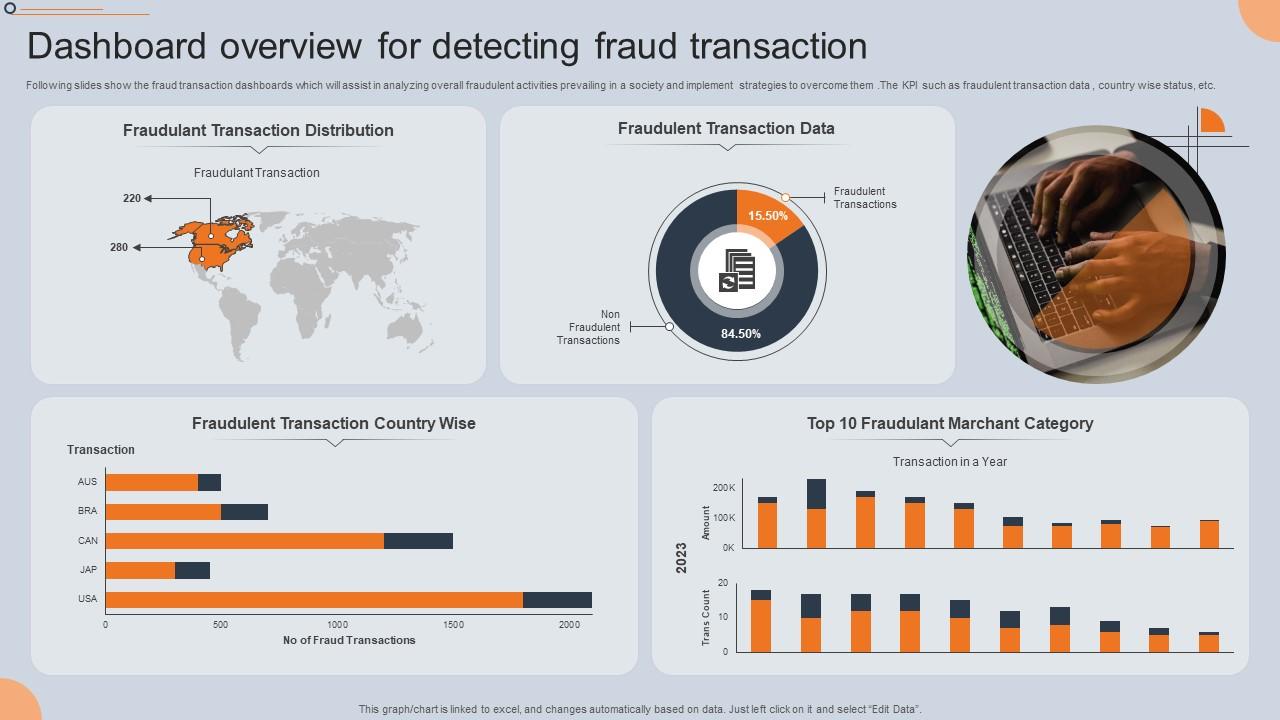 Dashboard overview for detecting fraud transaction
Following slides show the fraud transaction dashboards which will assist in analyzing overall fraudulent activities prevailing in a society and implement strategies to overcome them .The KPI such as fraudulent transaction data , country wise status, etc.
Fraudulant Transaction Distribution
Fraudulant Transaction
220
280
Fraudulent Transaction Data
Fraudulent
Transactions
15.50%
Non
Fraudulent
Transactions
84.50%
Fraudulent Transaction Country Wise
Transaction
AUS
BRA
CAN
JAP
USA
0 500 1000 1500 2000
No of Fraud Transactions
Top 10 Fraudulant Marchant Category
Transaction in a Year
2023
Amount
200K
100K
0K
Trans Count
20
10
0
This graph/chart is linked to excel, and changes automatically based on data. Just left click on it and select “Edit Data”.